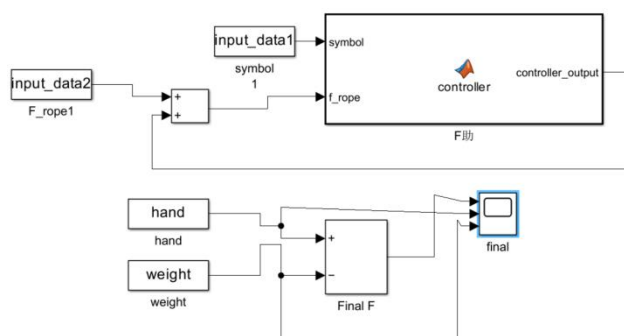 input_data1
symbol
1
symbol
f_rope
controller
controller_output
F助
input_data2
F_rope1
+
+
hand
hand
weight
weight
+
−
Final F
final